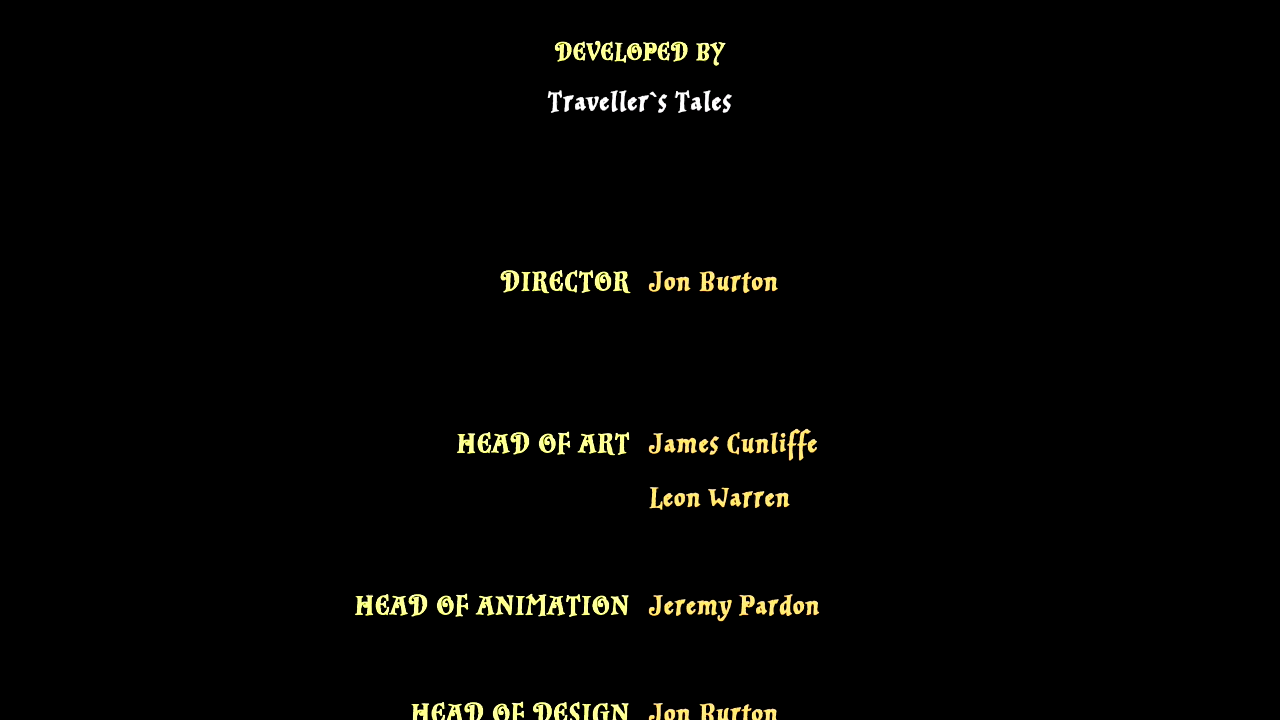 DEVELOPED BY
Traveller`s Tales
DIRECTOR Jon Burton
HEAD OF ART James Cunliffe
Leon Warren
HEAD OF ANIMATION Jeremy Pardon
HEAD OF DESIGN Jon Burton